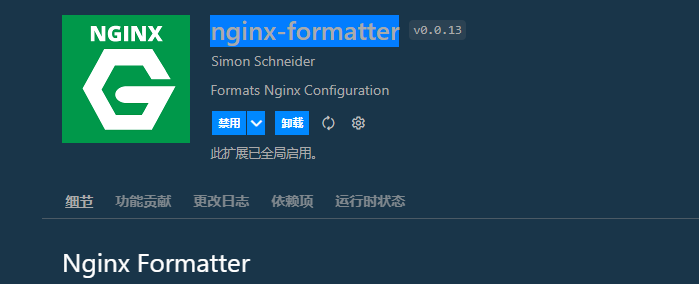 NGINX
nginx-formatter v0.0.13
Simon Schneider
Formats Nginx Configuration
禁用 卸载
此扩展已全局启用。
细节 功能贡献 更改日志 依赖项 运行时状态
Nginx Formatter